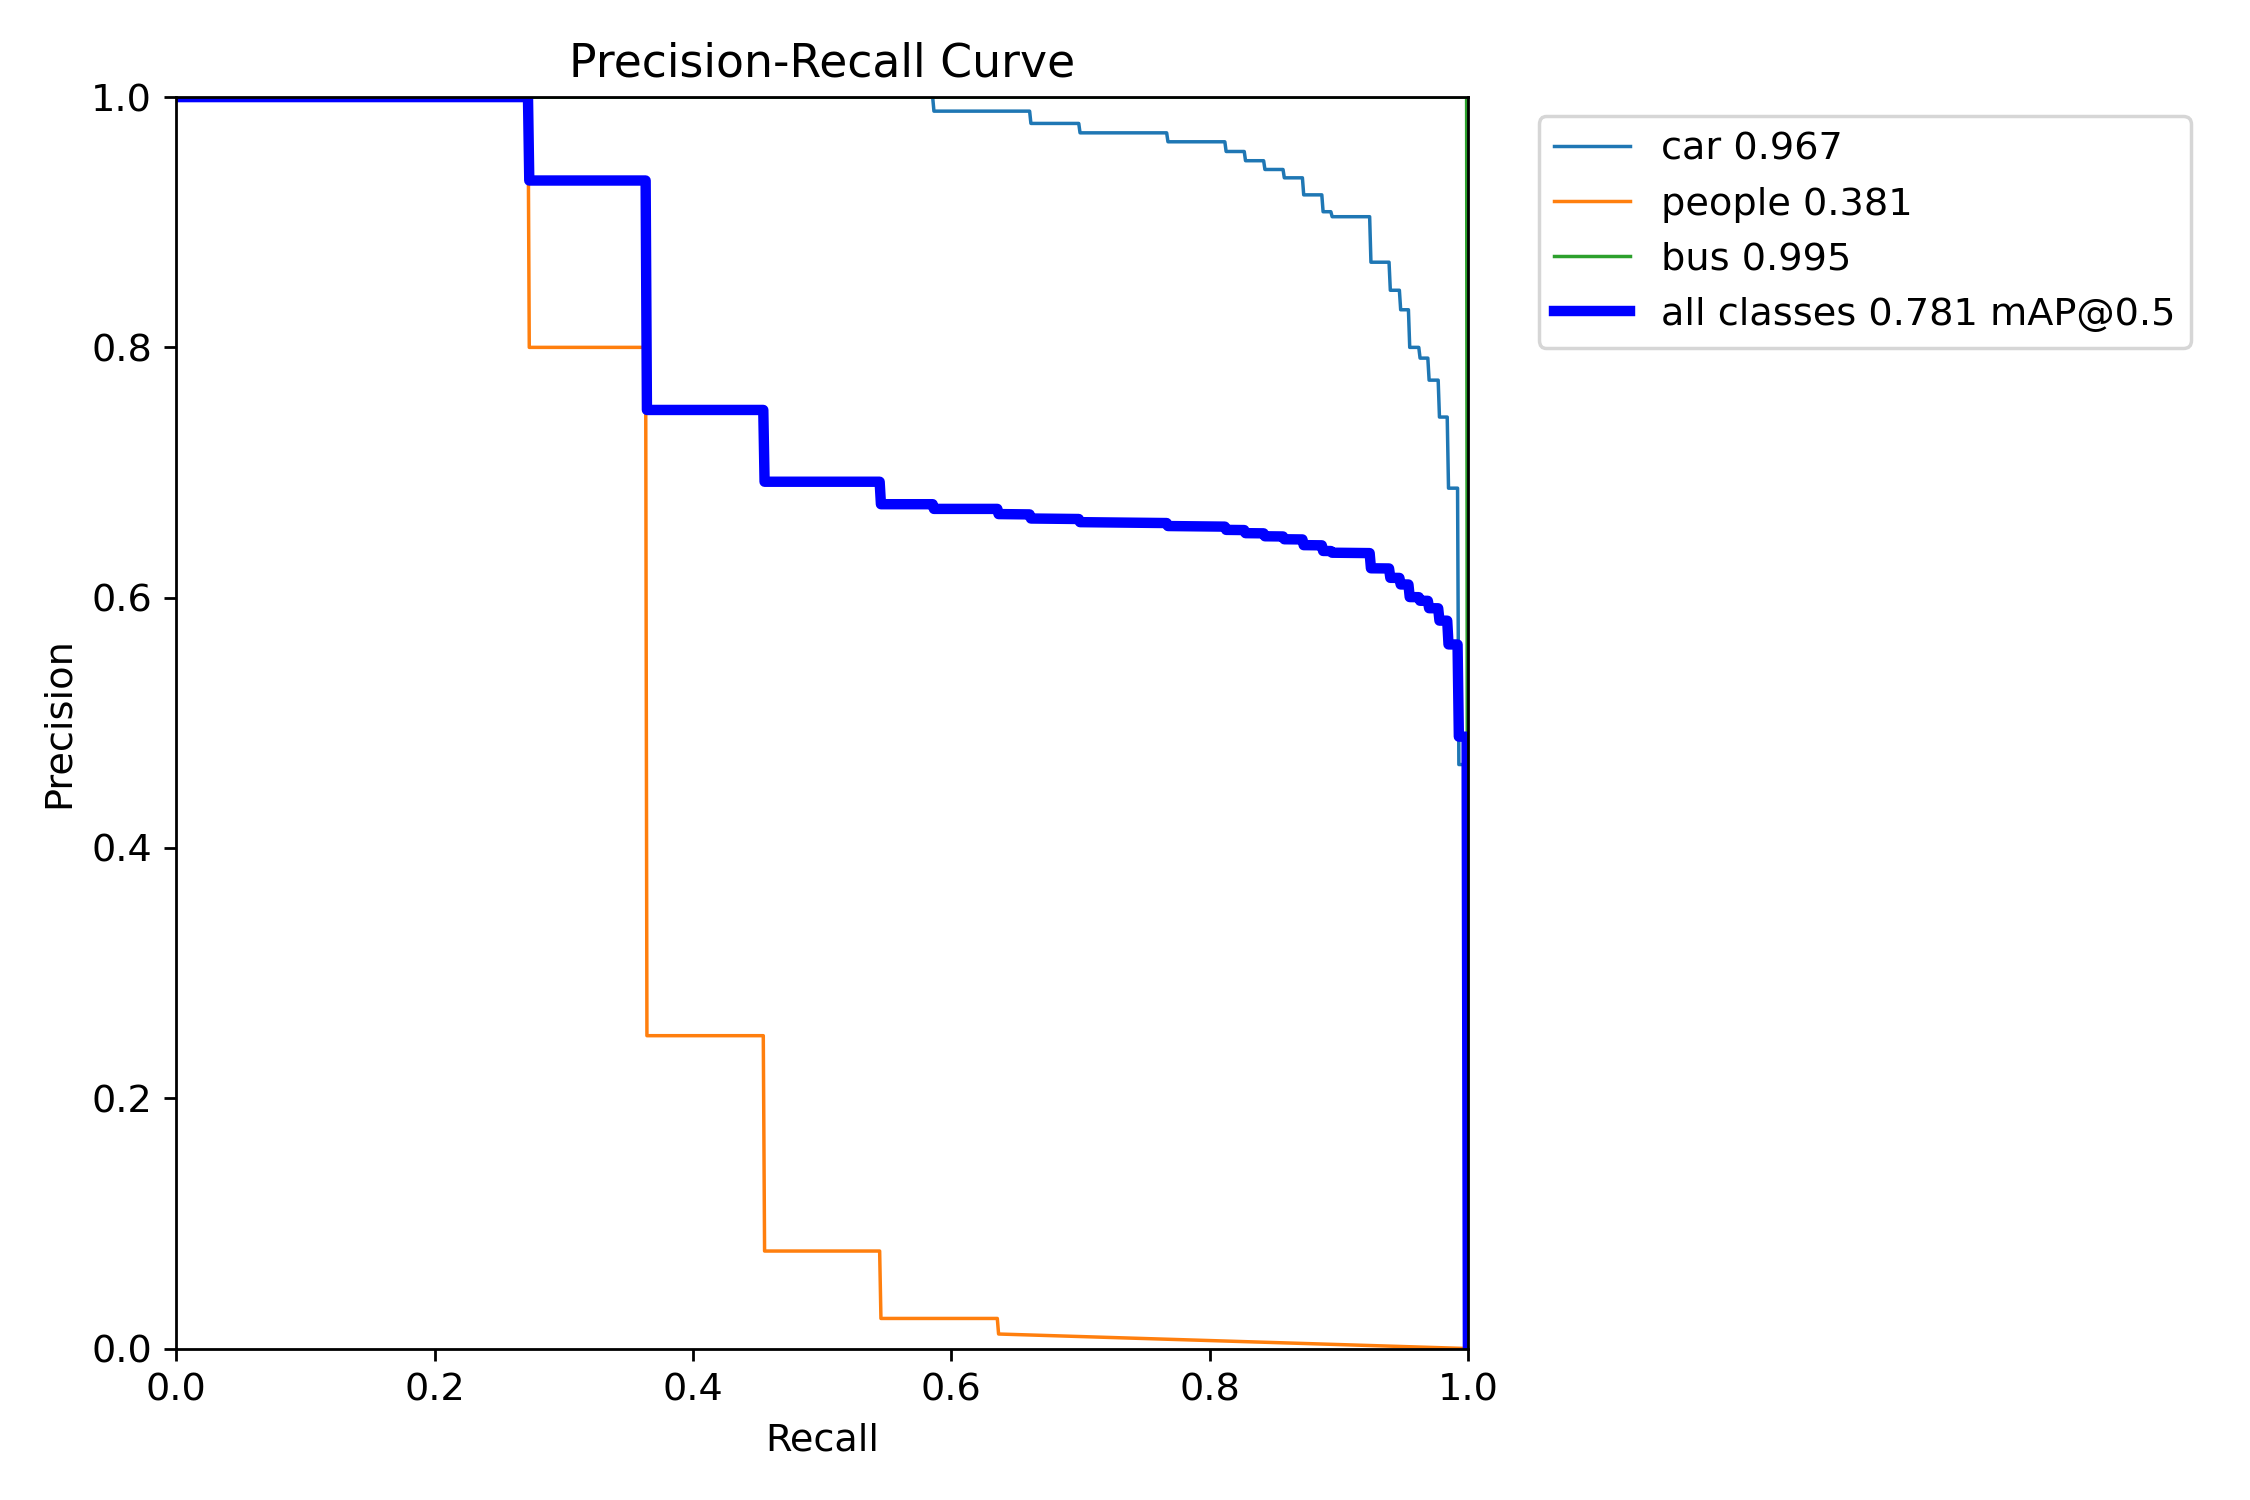 Precision-Recall Curve
1.0
0.8
0.6
0.4
0.2
0.0
Precision
0.0 0.2 0.4 0.6 0.8 1.0
Recall
car 0.967
people 0.381
bus 0.995
all classes 0.781 mAP@0.5